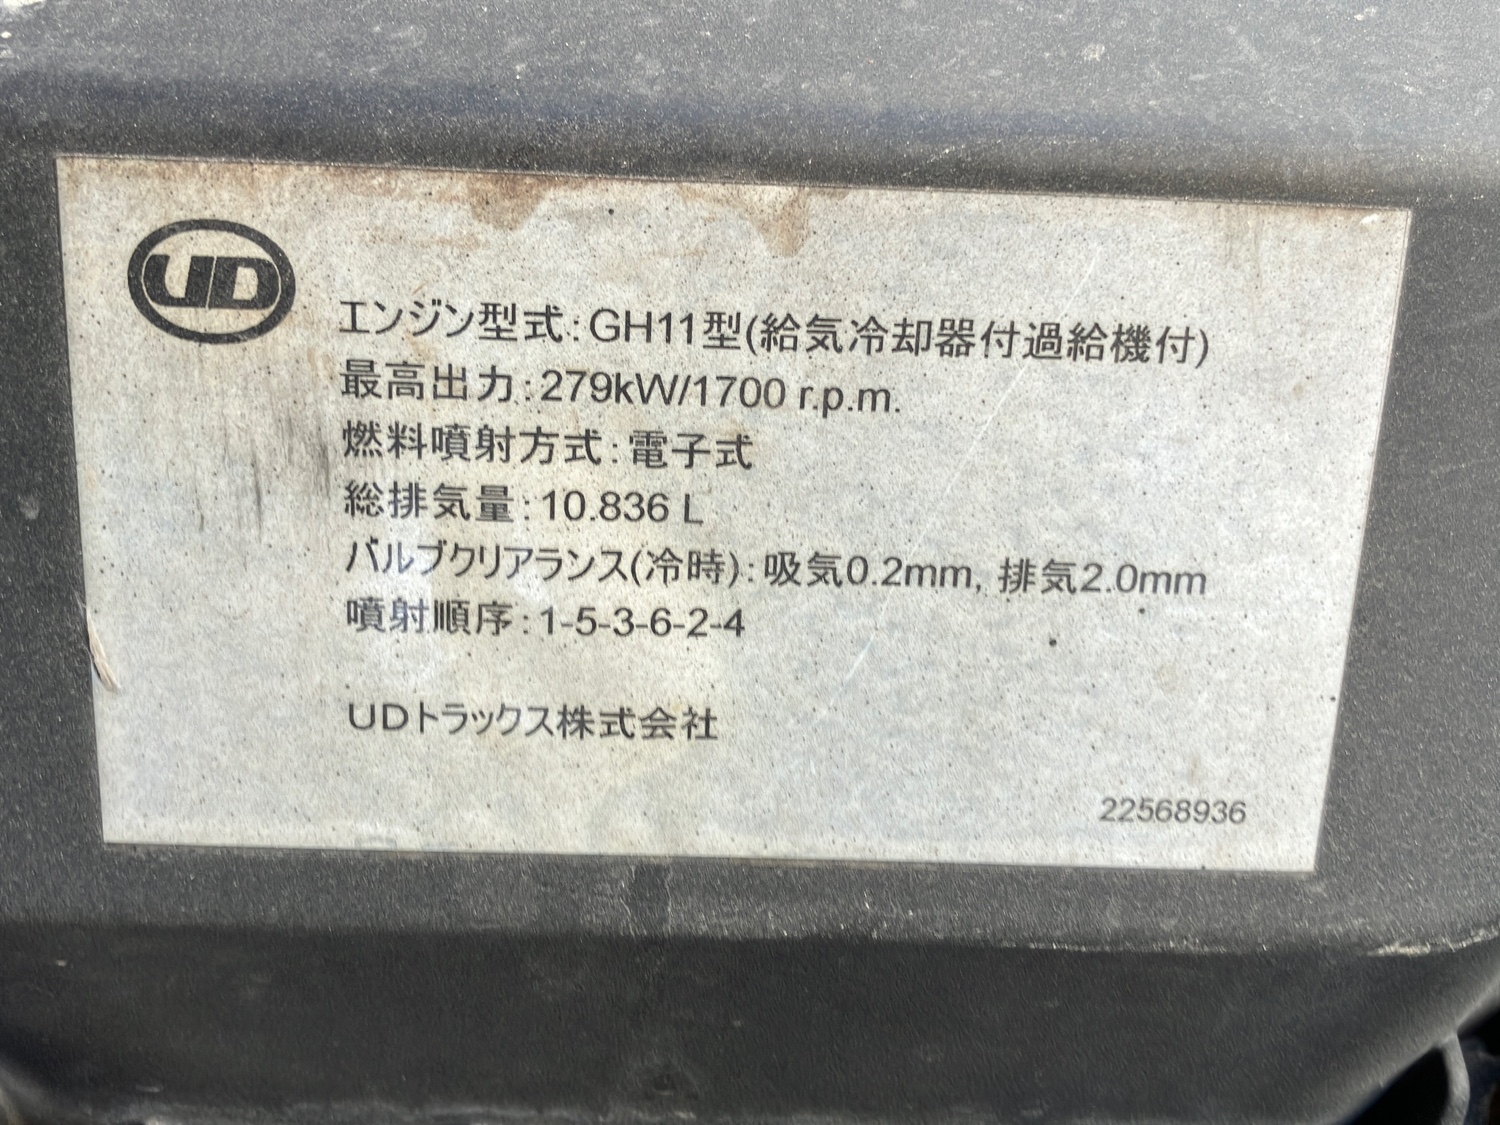 UD
エンジン型式:GH11型(給気冷却器付過給機付)
最高出力:279kW/1700 r.p.m.
燃料噴射方式:電子式
総排気量:10.836 L
バルブクリアランス(冷時):吸気0.2mm, 排気2.0mm
噴射順序:1-5-3-6-2-4
UDトラックス株式会社
22568936